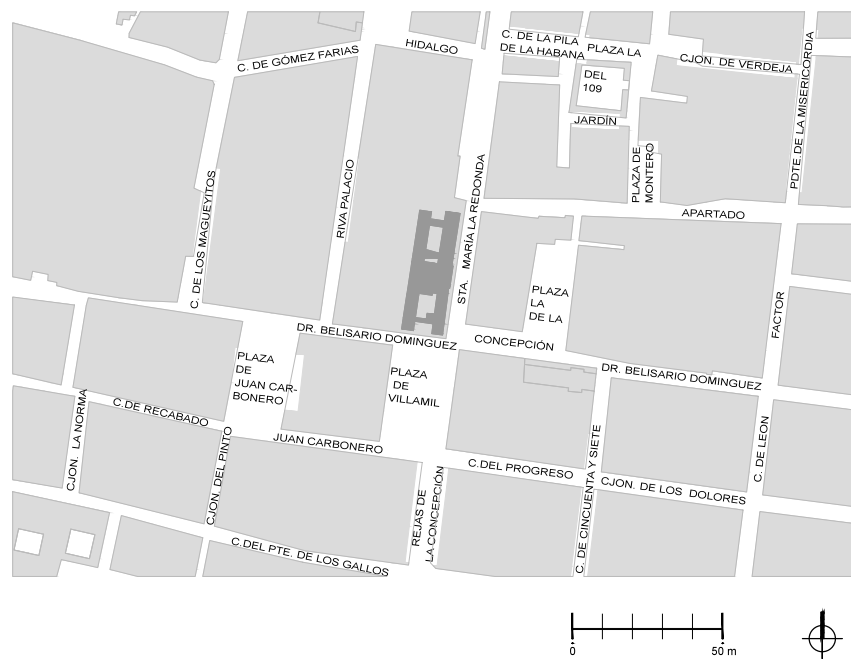 C. DE GÓMEZ FARIAS
HIDALGO
C. DE LA PILA
DE LA HABANA
PLAZA LA
CJON. DE VERDEJA
PDTE.DE LA MISERICORDIA
DEL
109
JARDÍN
PLAZA DE
MONTERO
APARTADO
C. DE LOS MAGUEYITOS
RIVA PALACIO
STA. MARÍA LA REDONDA
PLAZA
LA
DE LA
CONCEPCIÓN
FACTOR
DR. BELISARIO DOMINGUEZ
DR. BELISARIO DOMINGUEZ
PLAZA
DE
JUAN CAR-
BONERO
PLAZA
DE
VILLAMIL
C.DE RECABADO
JUAN CARBONERO
CJON. LA NORMA
CJON. DEL PINTO
C.DEL PROGRESO
CJON. DE LOS DOLORES
C. DE LEON
C. DE CINCUENTA Y SIETE
REJAS DE
LA CONCEPCIÓN
C.DEL PTE. DE LOS GALLOS
0
50 m